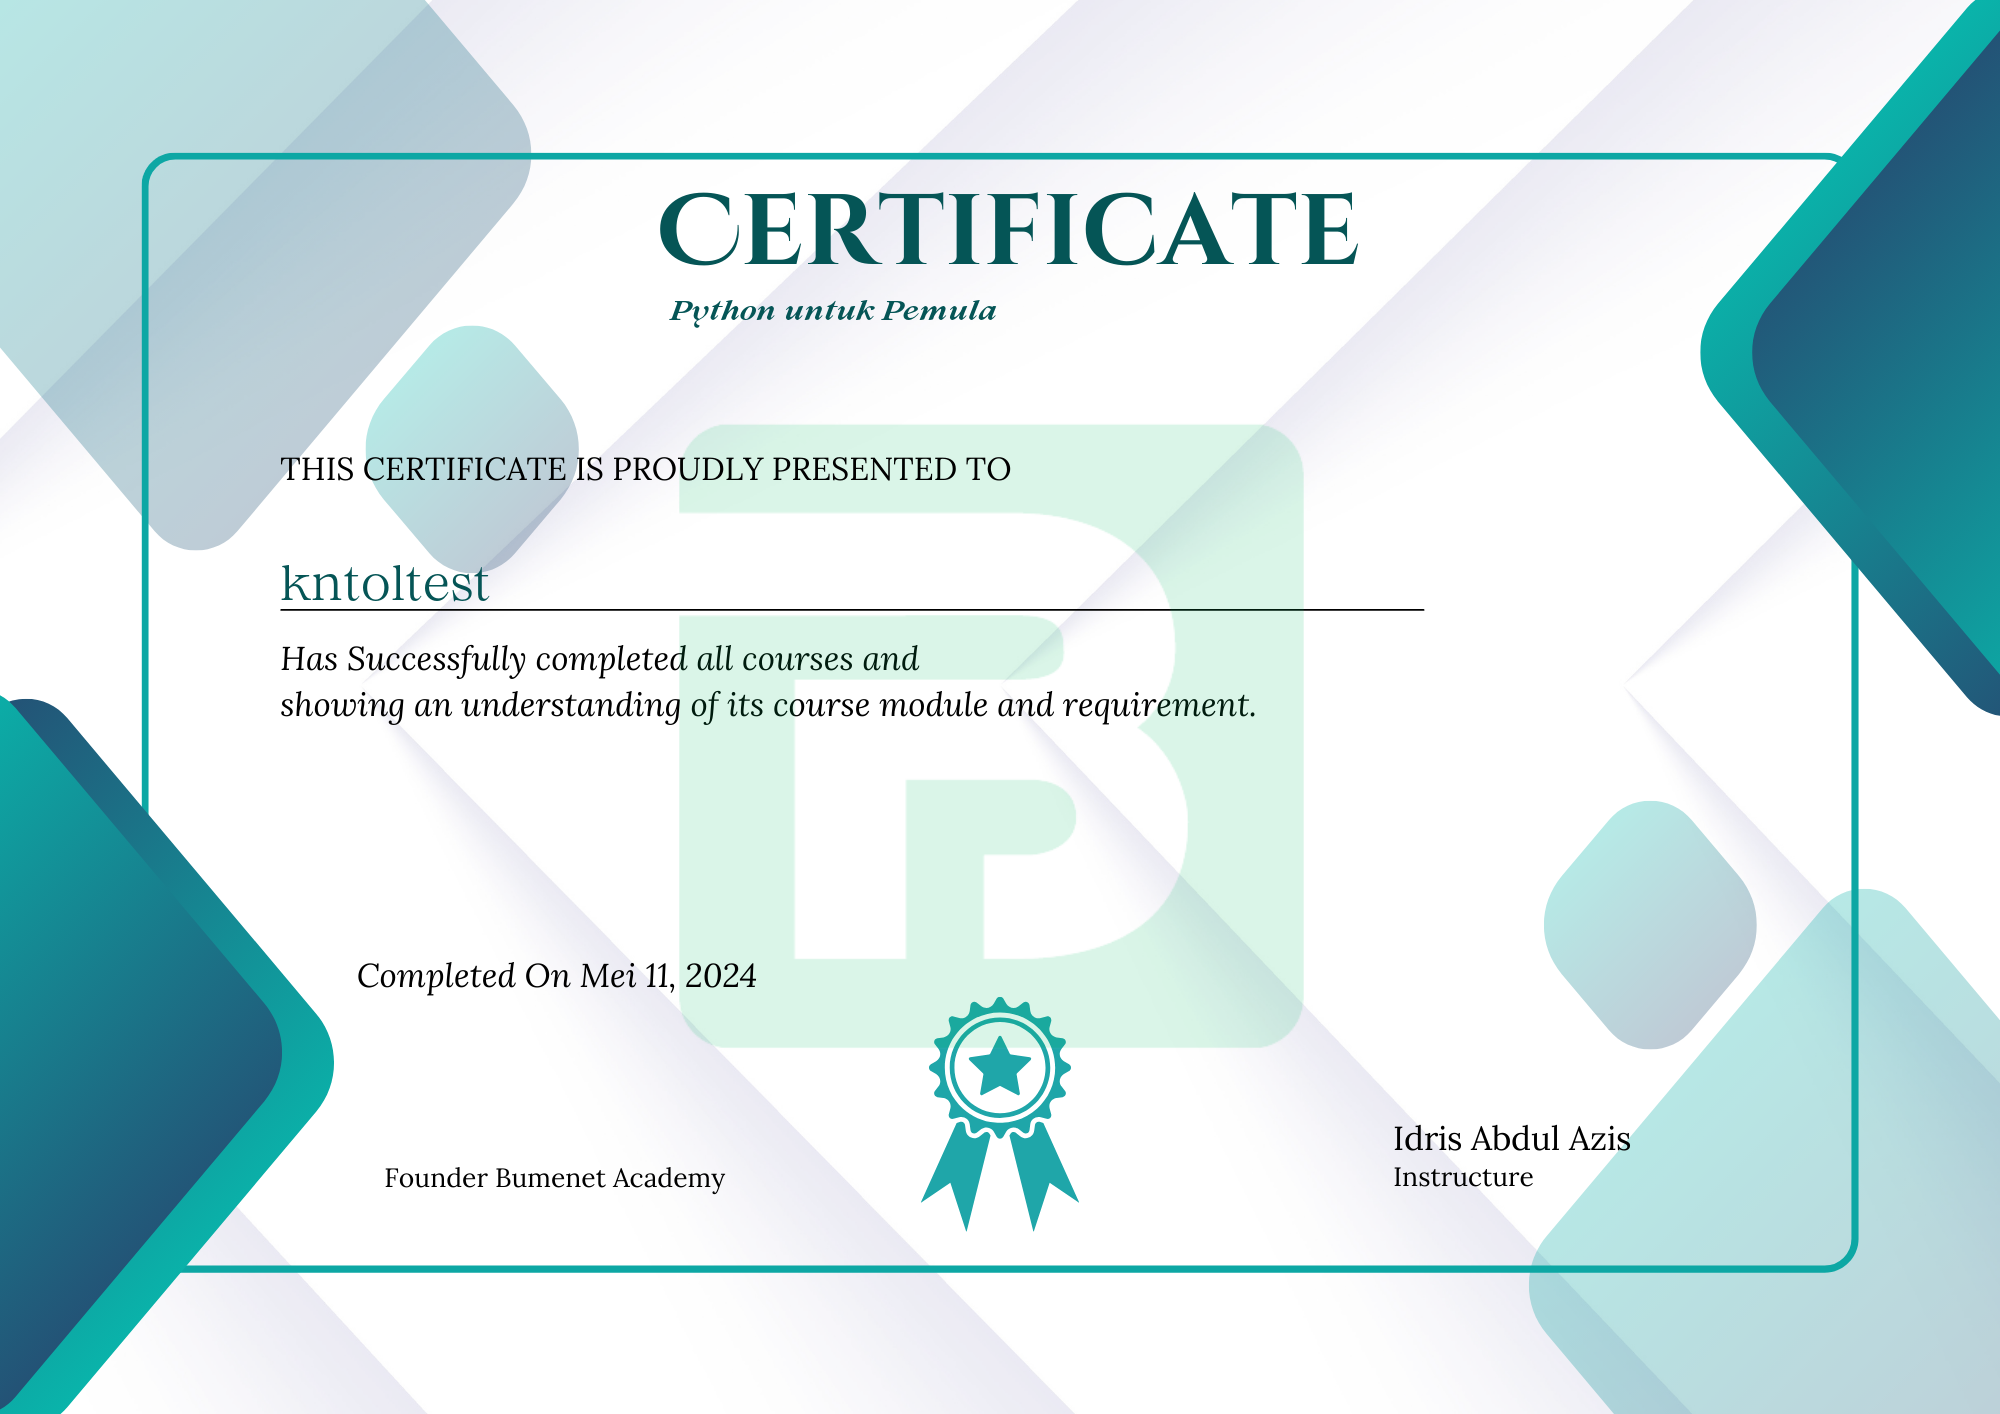 CERTIFICATE
Python untuk Pemula
THIS CERTIFICATE IS PROUDLY PRESENTED TO
kntoltest
Has Successfully completed all courses and
showing an understanding of its course module and requirement.
Completed On Mei 11, 2024
Founder Bumenet Academy
Idris Abdul Azis
Instructure